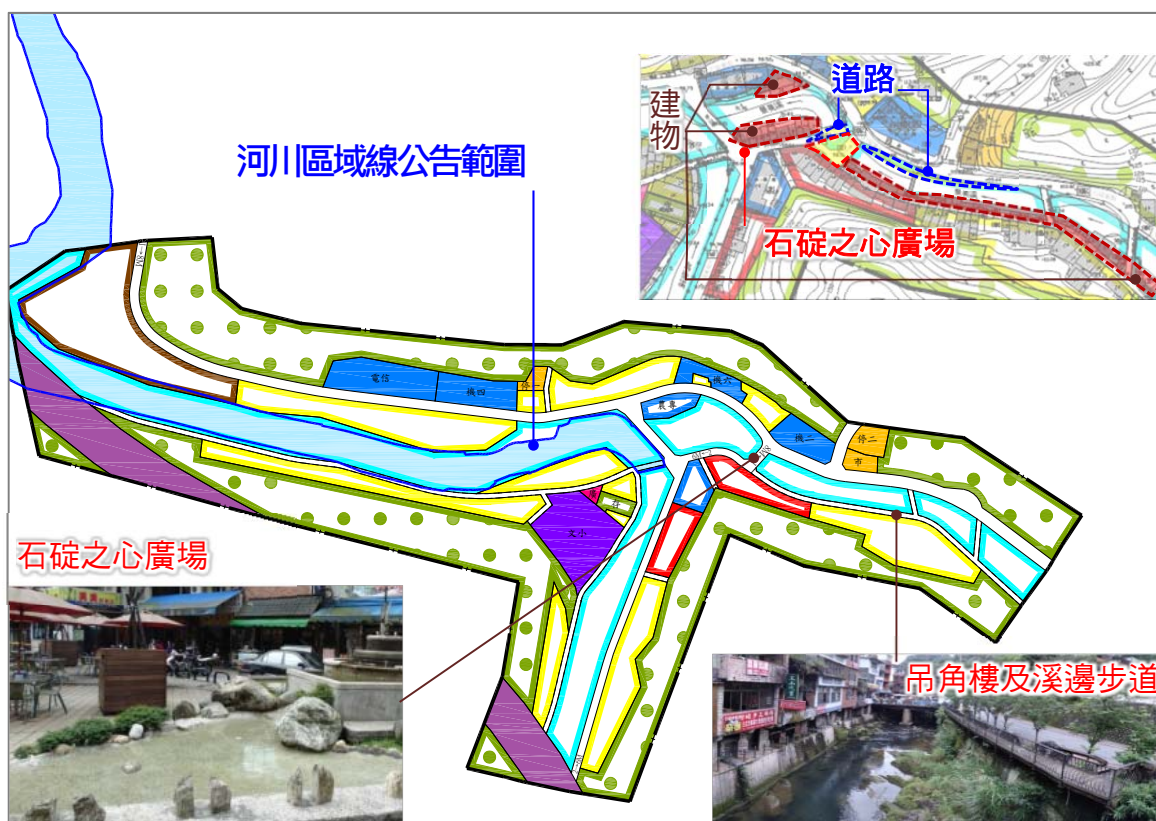 建物
道路
石碇之心廣場
河川區域線公告範圍
電信
機四
停一
機六
農專
機二
停二
市
文小
石碇之心廣場
吊角樓及溪邊步道